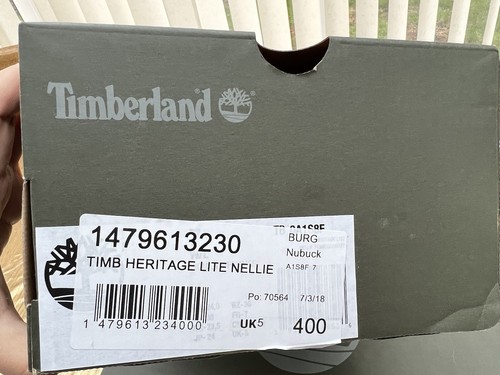 Timberland
1479613230
TIMB HERITAGE LITE NELLIE
BURG
Nubuck
A1S8F 7
Po: 70564 7/3/18
1 479613 234000
UK5
400